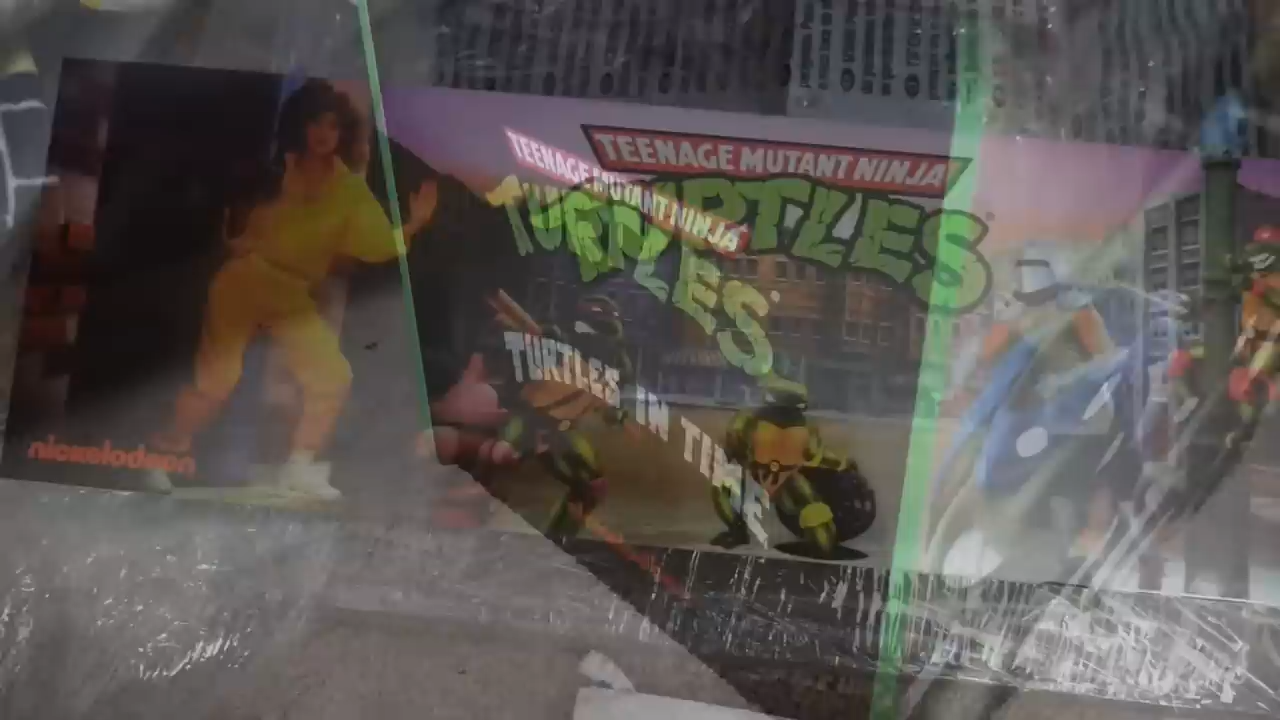 TEENAGE MUTANT NINJA
TURTLES
TEENAGE MUTANT NINJA
TURTLES
TURTLES IN TIME
nickelodeon